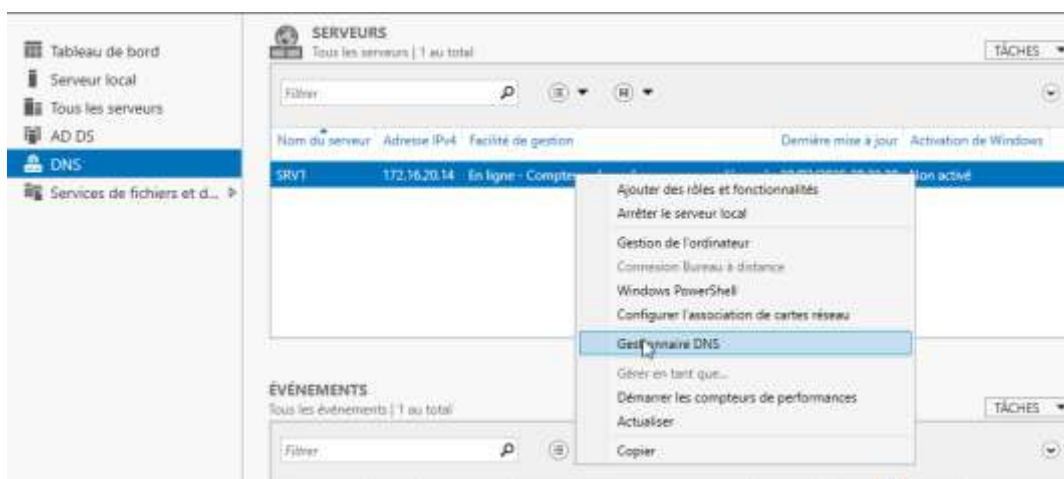 Tableau de bord
Serveur local
Tous les serveurs
AD DS
DNS
Services de fichiers et d...
SERVEURS
Tous les serveurs | 1 au total
TÂCHES
Filtrer
Nom du serveur Adresse IPv4 Facilité de gestion Dernière mise à jour Activation de Windows
SRV1 172.16.20.14 En ligne - Comptes Non activé
Ajouter des rôles et fonctionnalités
Arrêter le serveur local
Gestion de l'ordinateur
Connexion Bureau à distance
Windows PowerShell
Configurer l'association de cartes réseau
Gestionnaire DNS
Gérer en tant que...
Démarrer les compteurs de performances
Actualiser
Copier
ÉVÉNEMENTS
Tous les événements | 1 au total
TÂCHES
Filtrer